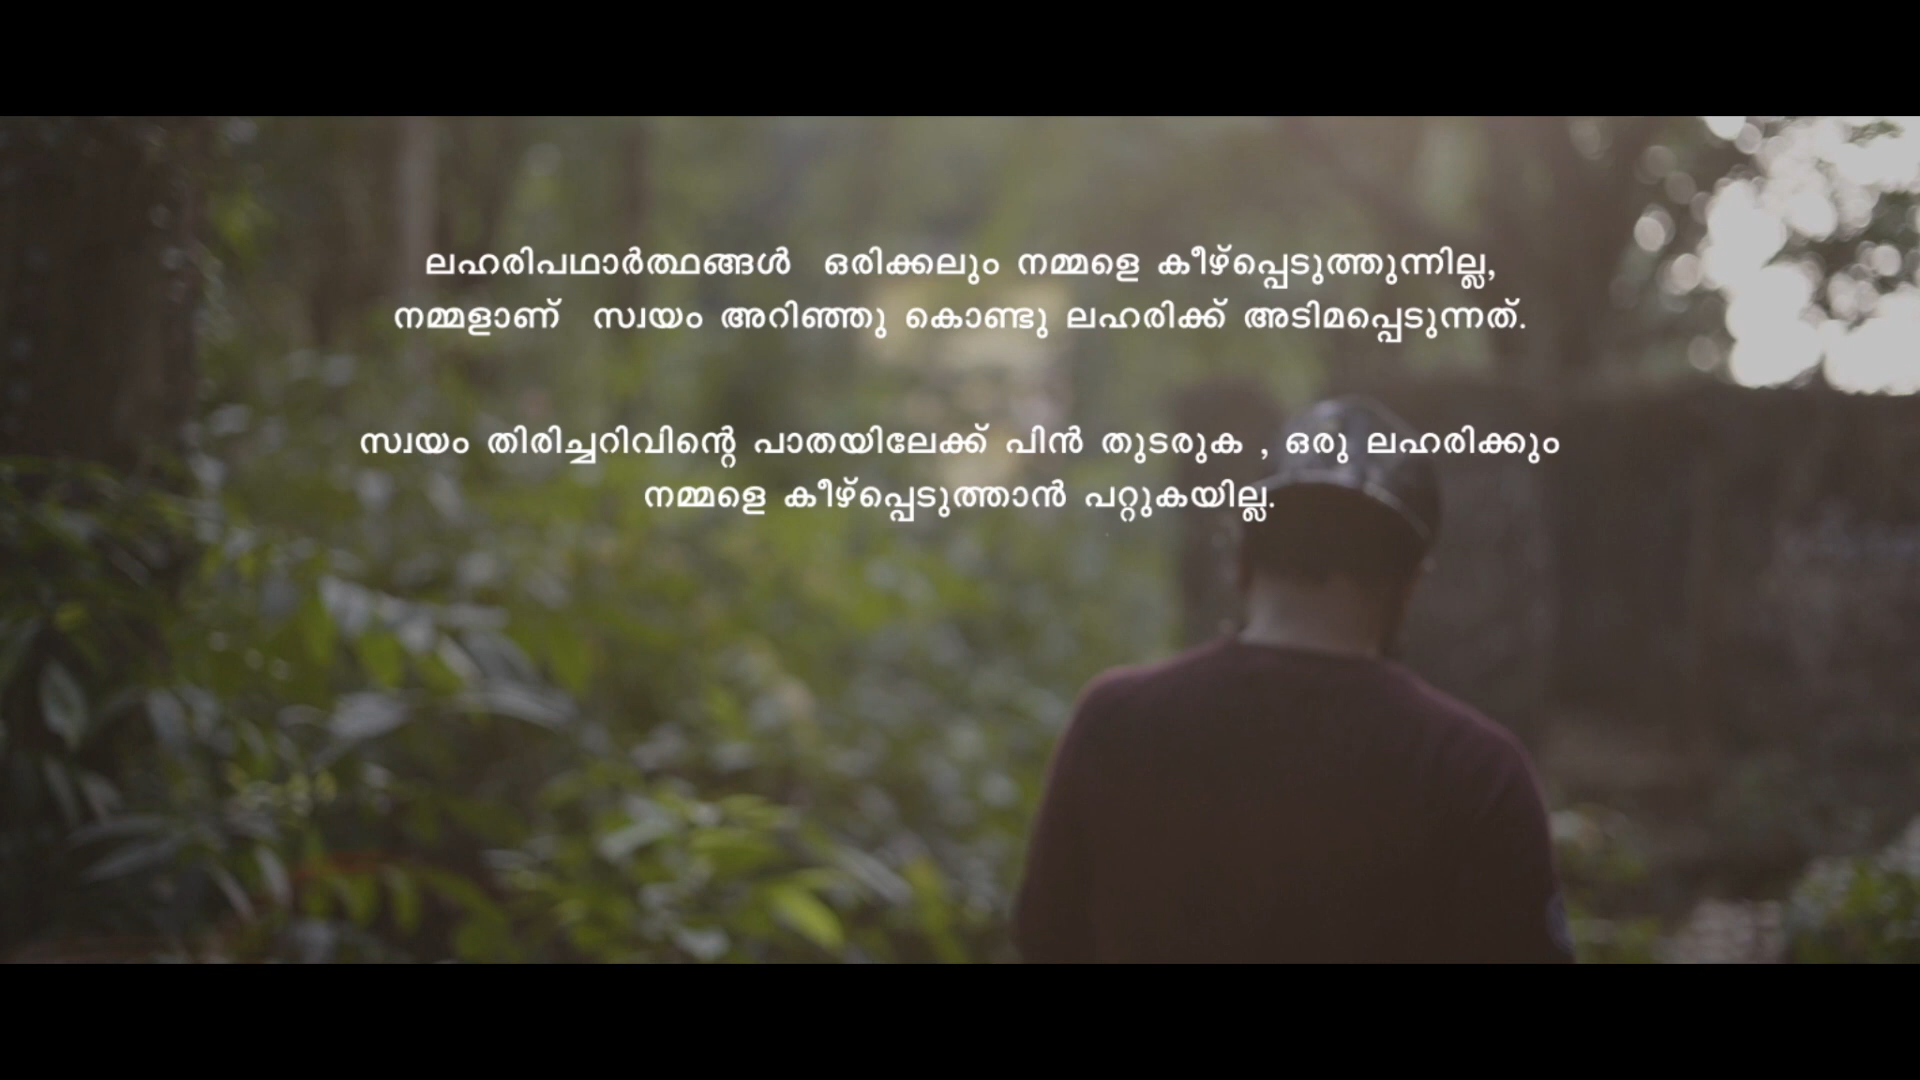 ലഹരിപഥാർത്ഥങ്ങൾ ഒരിക്കലും നമ്മളെ കീഴ്പ്പെടുത്തുന്നില്ല,
നമ്മളാണ് സ്വയം അറിഞ്ഞു കൊണ്ടു ലഹരിക്ക് അടിമപ്പെടുന്നത്.
സ്വയം തിരിച്ചറിവിന്റെ പാതയിലേക്ക് പിൻ തുടരുക , ഒരു ലഹരിക്കും
നമ്മളെ കീഴ്പ്പെടുത്താൻ പറ്റുകയില്ല.